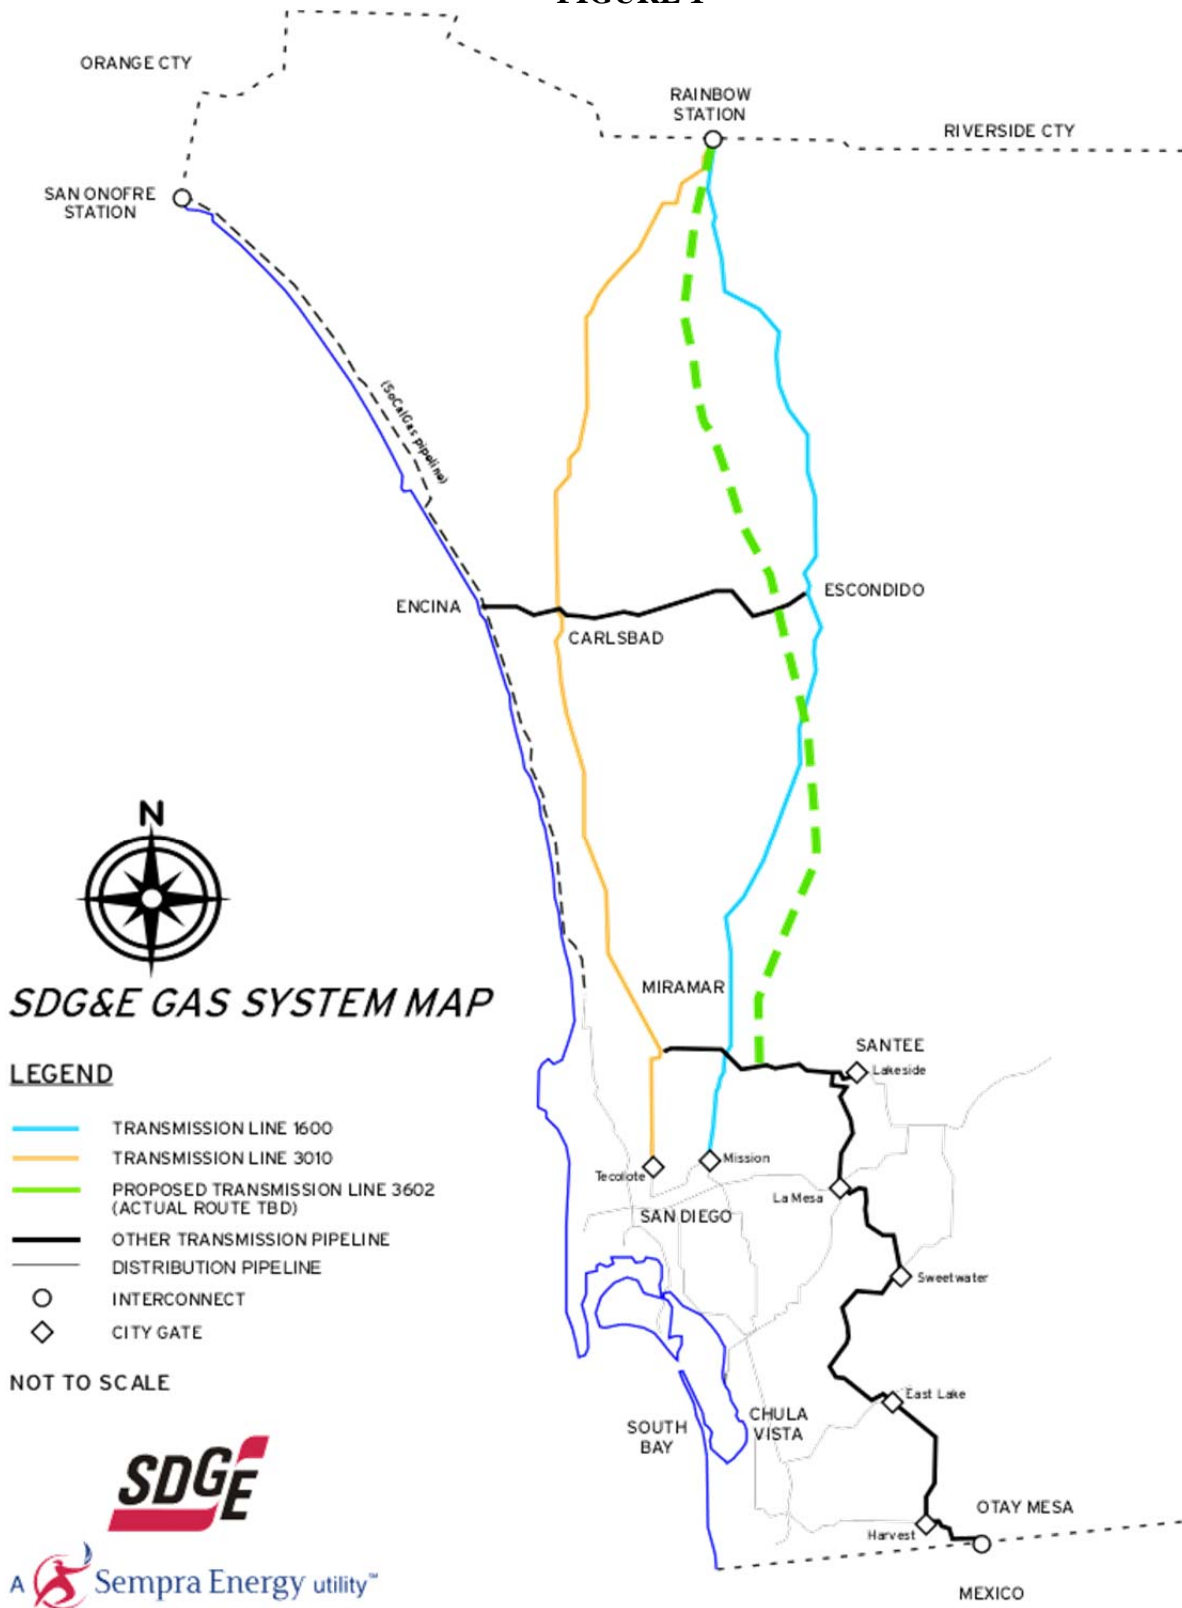 FIGURE 1
ORANGE CTY
RAINBOW
STATION
RIVERSIDE CTY
SAN ONOFRE
STATION
(SoCalGas pipeline)
ENCINA
ESCONDIDO
CARLSBAD
N
SDG&E GAS SYSTEM MAP
MIRAMAR
SANTEE
Lakeside
LEGEND
TRANSMISSION LINE 1600
TRANSMISSION LINE 3010
PROPOSED TRANSMISSION LINE 3602
(ACTUAL ROUTE TBD)
OTHER TRANSMISSION PIPELINE
DISTRIBUTION PIPELINE
INTERCONNECT
CITY GATE
NOT TO SCALE
Tecolote
Mission
La Mesa
SAN DIEGO
Sweetwater
East Lake
SOUTH
BAY
CHULA
VISTA
OTAY MESA
Harvest
MEXICO
SDGE
A Sempra Energy utility™